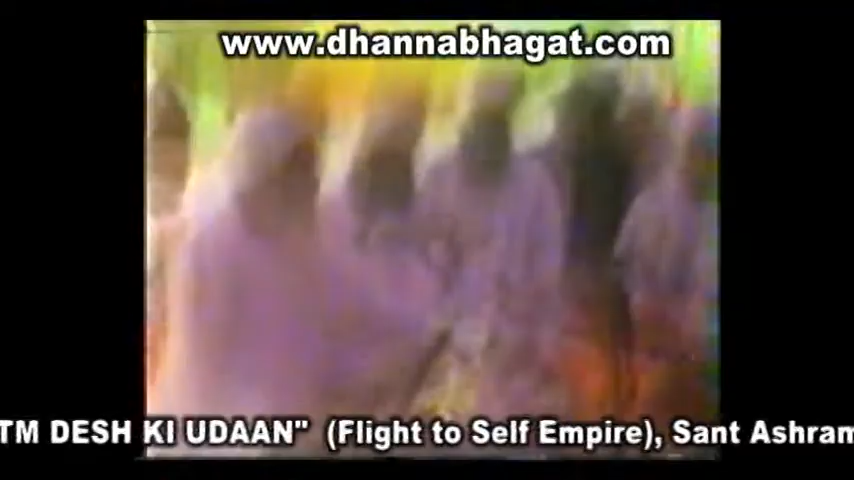 www.dhannabhagat.com
TM DESH KI UDAAN" (Flight to Self Empire), Sant Ashram